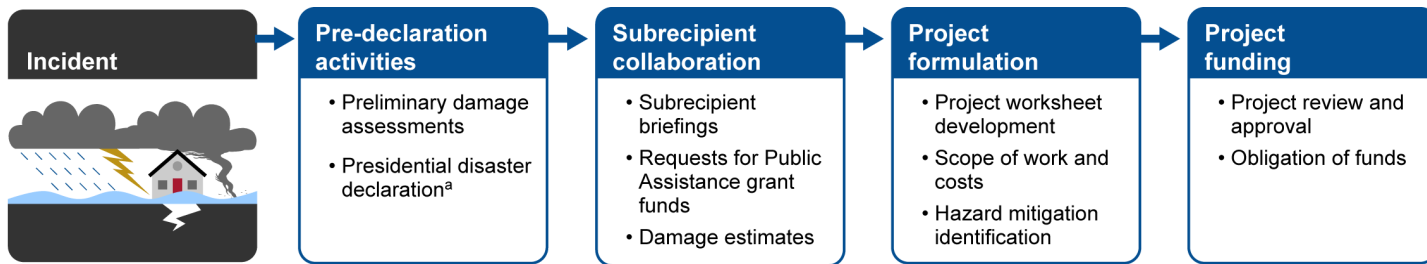 Incident
Pre-declaration
activities
• Preliminary damage
assessments
• Presidential disaster
declarationᵃ
Subrecipient
collaboration
• Subrecipient
briefings
• Requests for Public
Assistance grant
funds
• Damage estimates
Project
formulation
• Project worksheet
development
• Scope of work and
costs
• Hazard mitigation
identification
Project
funding
• Project review and
approval
• Obligation of funds